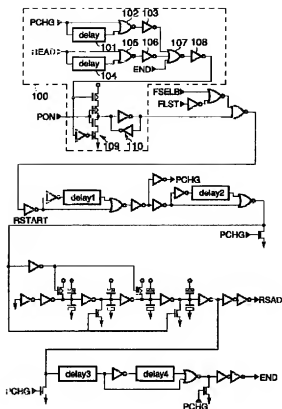 102 103
PCHG
delay
105 106 107 108
READ 101
delay
END
104
100
FSELB
PON
FLST
109 110
PCHG
delay1
delay2
RSTART
PCHG
RSAD
delay3
delay4
END
PCHG
PCHG